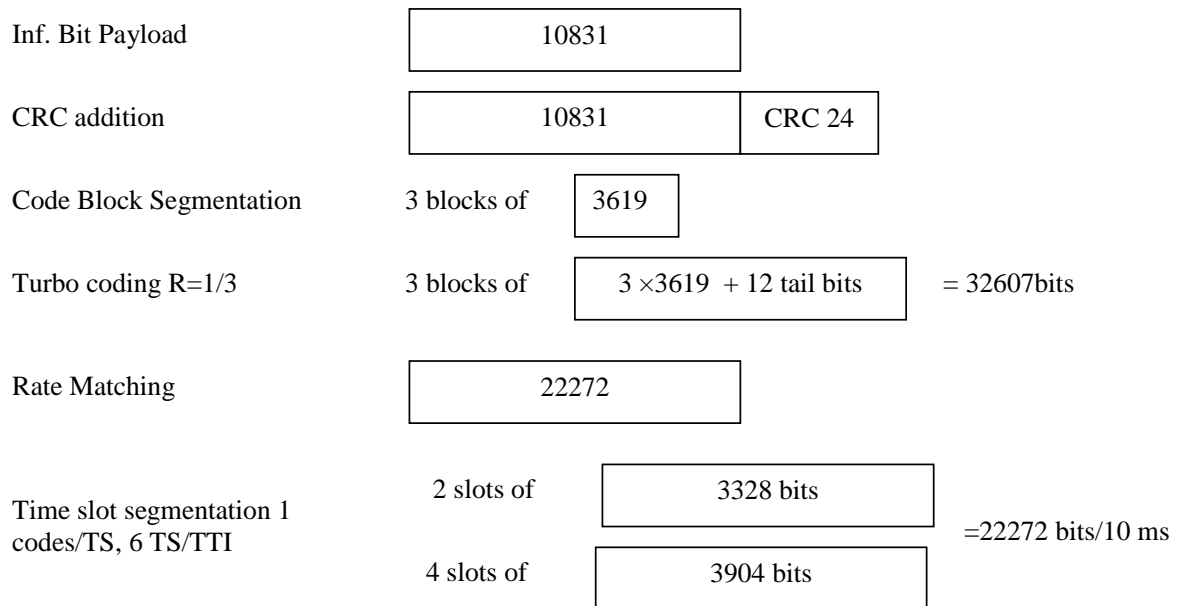 Inf. Bit Payload 10831
CRC addition 10831 CRC 24
Code Block Segmentation 3 blocks of 3619
Turbo coding R=1/3 3 blocks of 3 ×3619 + 12 tail bits = 32607bits
Rate Matching 22272
2 slots of 3328 bits
Time slot segmentation 1
codes/TS, 6 TS/TTI =22272 bits/10 ms
4 slots of 3904 bits